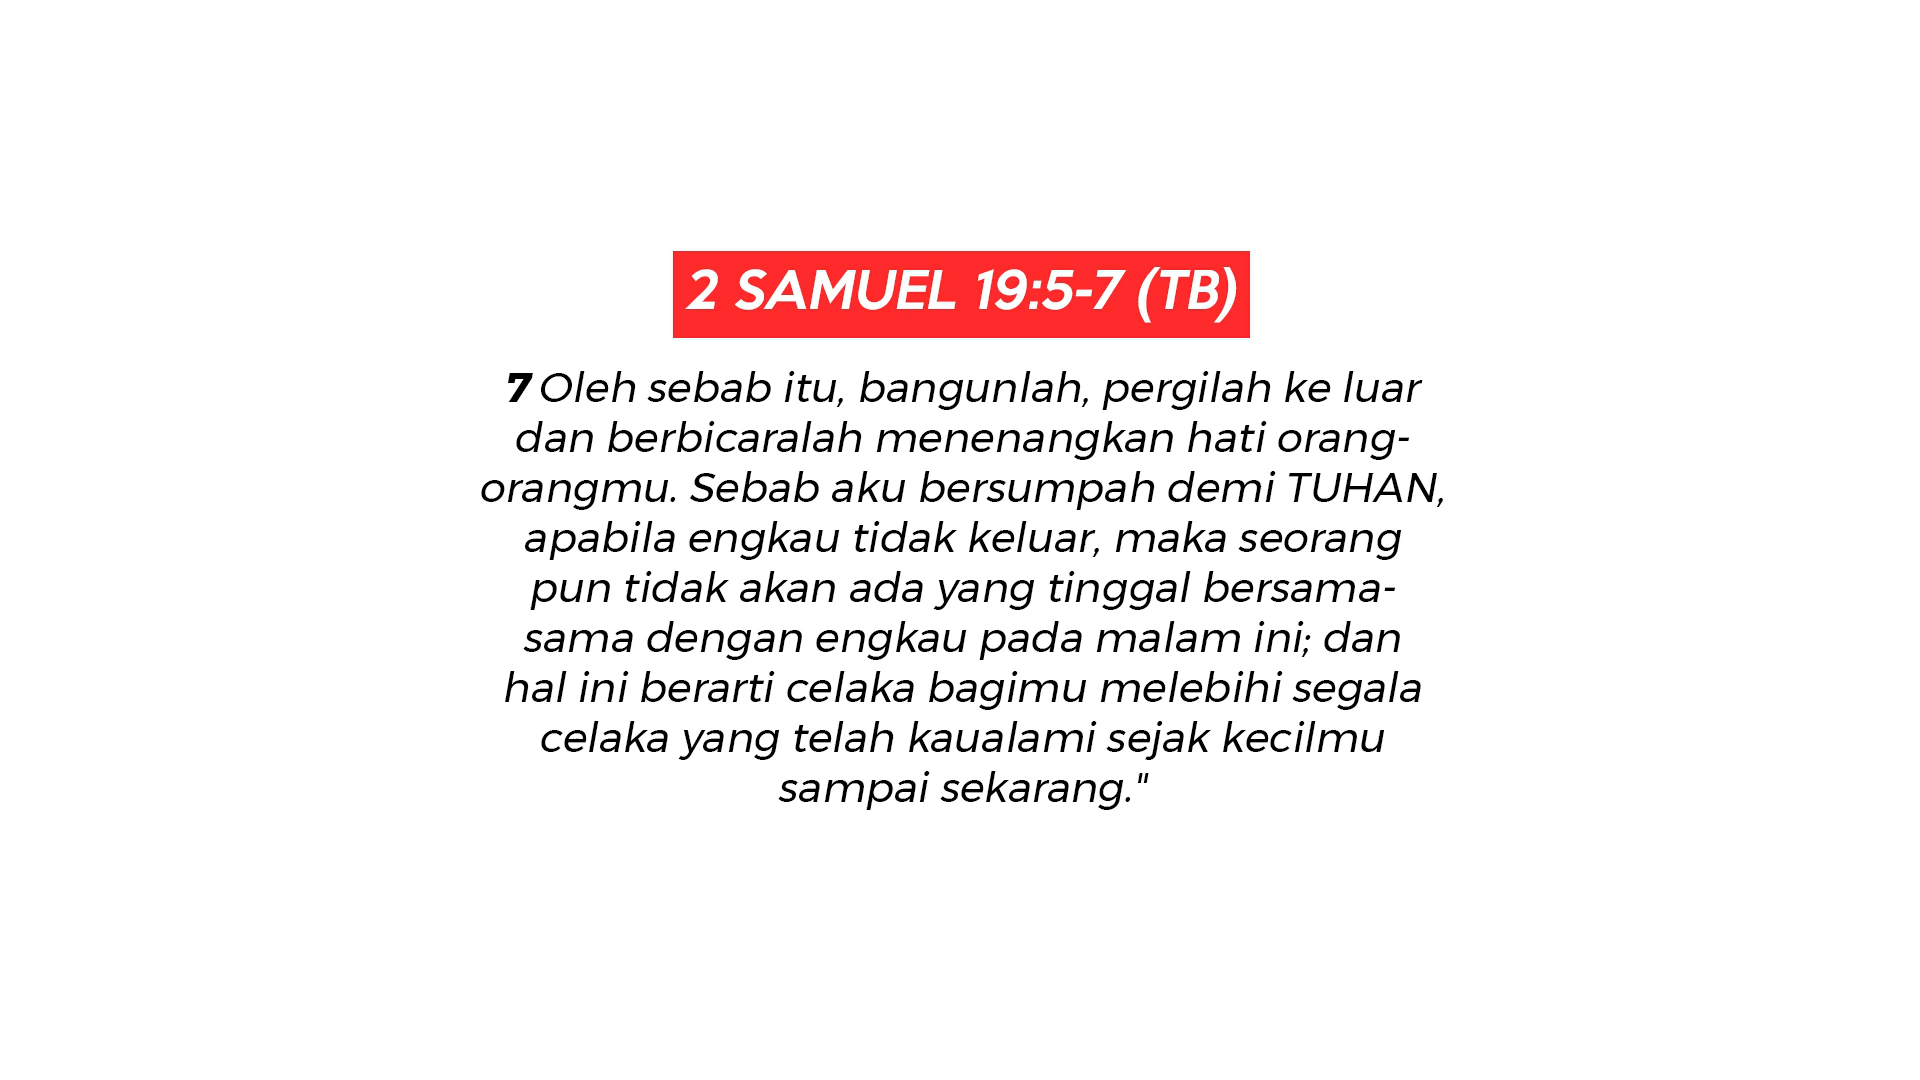 2 SAMUEL 19:5-7 (TB)
7 Oleh sebab itu, bangunlah, pergilah ke luar
dan berbicaralah menenangkan hati orang-
orangmu. Sebab aku bersumpah demi TUHAN,
apabila engkau tidak keluar, maka seorang
pun tidak akan ada yang tinggal bersama-
sama dengan engkau pada malam ini; dan
hal ini berarti celaka bagimu melebihi segala
celaka yang telah kaualami sejak kecilmu
sampai sekarang."